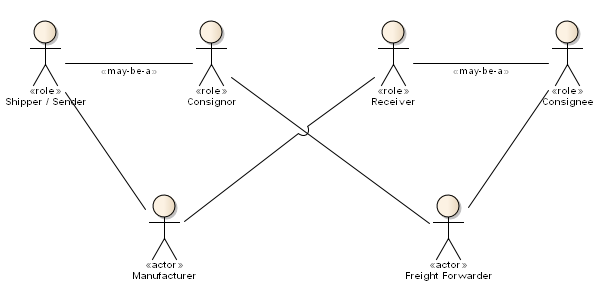 «may-be-a»
«may-be-a»
«role»
Shipper / Sender
«role»
Consignor
«role»
Receiver
«role»
Consignee
«actor»
Manufacturer
«actor»
Freight Forwarder